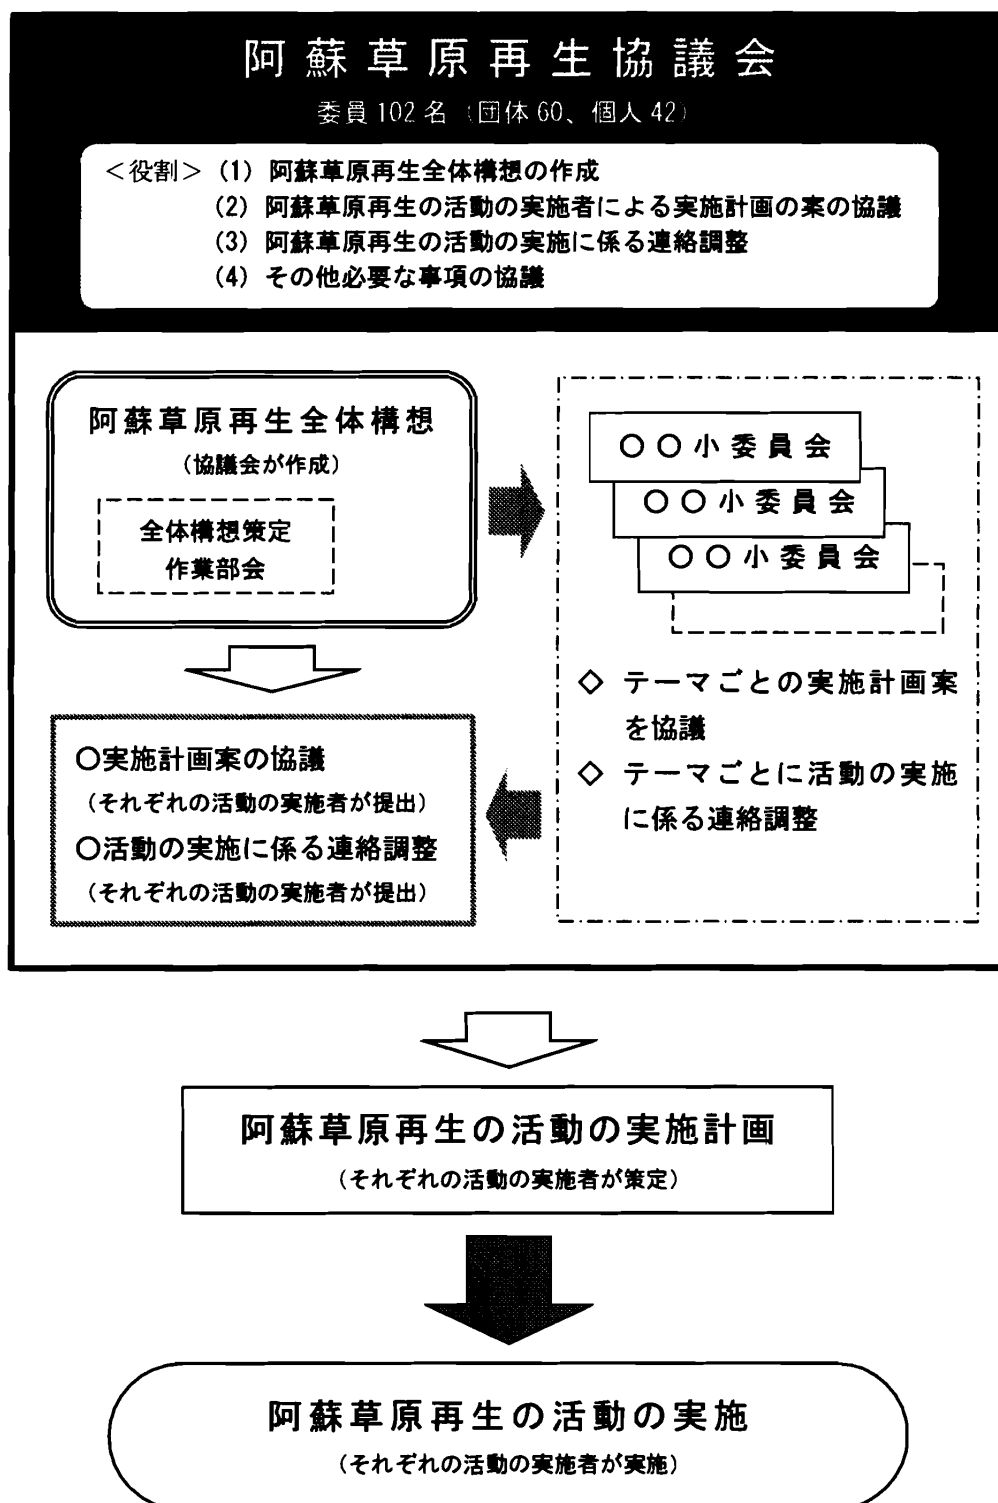 阿蘇草原再生協議会
委員102名（団体60、個人42）
＜役割＞(1) 阿蘇草原再生全体構想の作成
(2) 阿蘇草原再生の活動の実施者による実施計画の案の協議
(3) 阿蘇草原再生の活動の実施に係る連絡調整
(4) その他必要な事項の協議
阿蘇草原再生全体構想
（協議会が作成）
全体構想策定
作業部会
〇〇小委員会
〇〇小委員会
〇〇小委員会
◇ テーマごとの実施計画案
を協議
◇ テーマごとに活動の実施
に係る連絡調整
〇実施計画案の協議
（それぞれの活動の実施者が提出）
〇活動の実施に係る連絡調整
（それぞれの活動の実施者が提出）
阿蘇草原再生の活動の実施計画
（それぞれの活動の実施者が策定）
阿蘇草原再生の活動の実施
（それぞれの活動の実施者が実施）